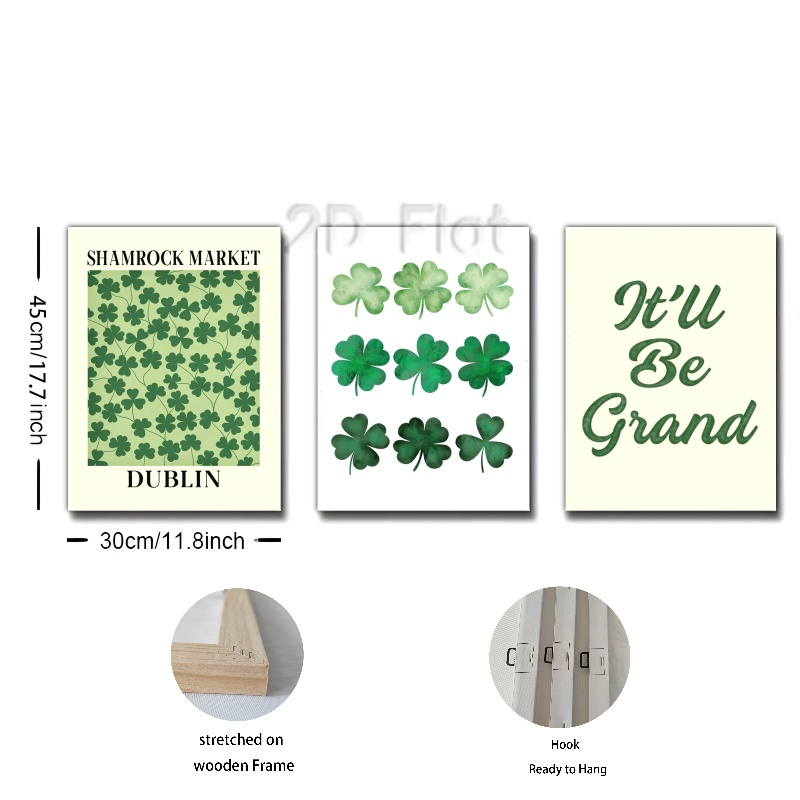 2D Flat
SHAMROCK MARKET
DUBLIN
It'll
Be
Grand
45cm/17.7inch
30cm/11.8inch
stretched on
wooden Frame
Hook
Ready to Hang